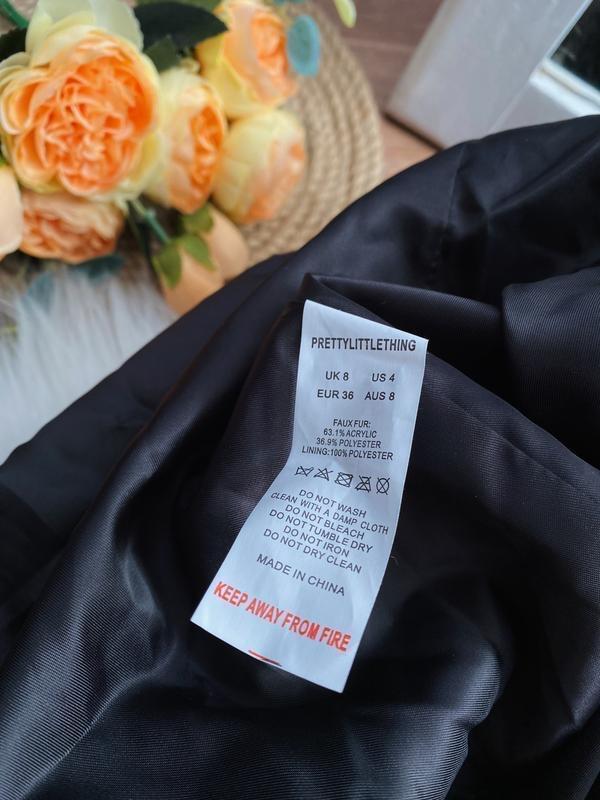 PRETTYLITTLETHING
UK 8 US 4
EUR 36 AUS 8
FAUX FUR:
63.1% ACRYLIC
36.9% POLYESTER
LINING:100% POLYESTER
DO NOT WASH
CLEAN WITH A DAMP CLOTH
DO NOT BLEACH
DO NOT TUMBLE DRY
DO NOT IRON
DO NOT DRY CLEAN
MADE IN CHINA
KEEP AWAY FROM FIRE